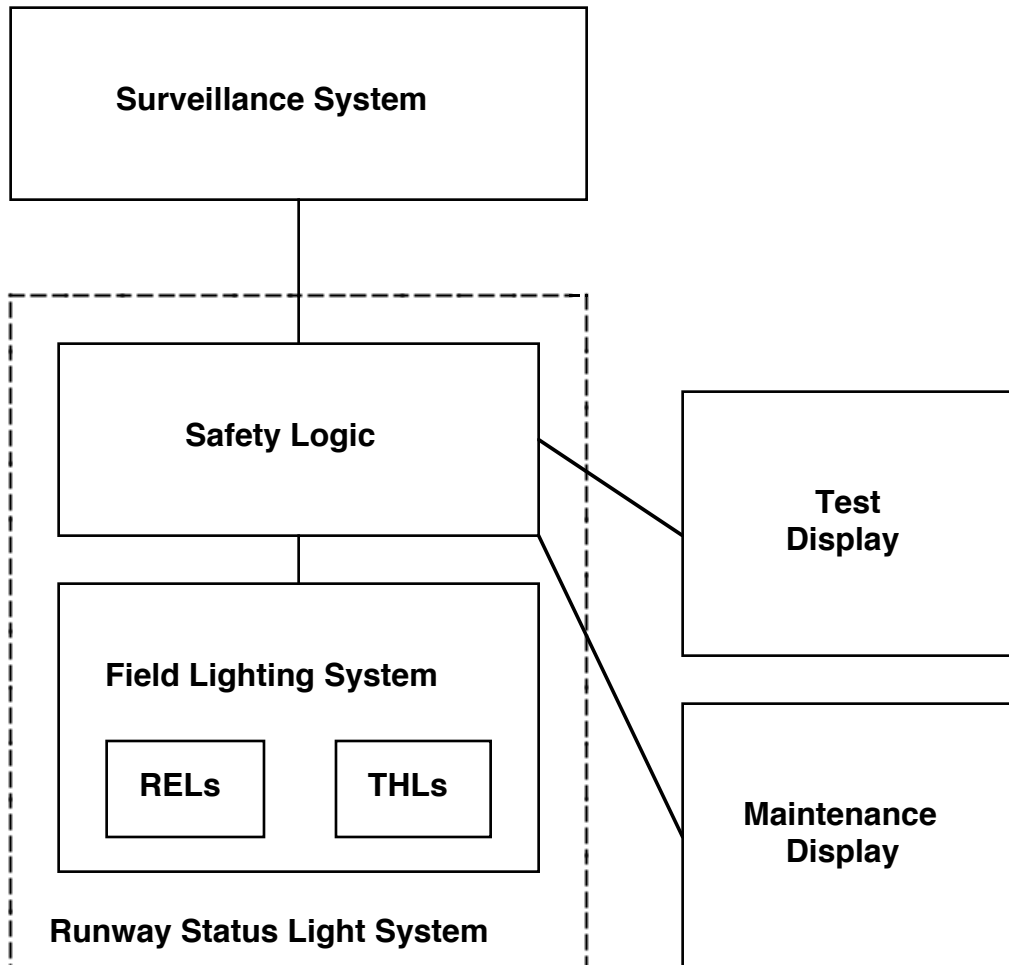 Surveillance System
Safety Logic
Test
Display
Field Lighting System
RELs
THLs
Maintenance
Display
Runway Status Light System